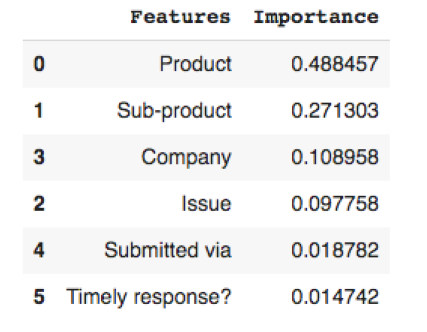 Features Importance
0 Product 0.488457
1 Sub-product 0.271303
3 Company 0.108958
2 Issue 0.097758
4 Submitted via 0.018782
5 Timely response? 0.014742